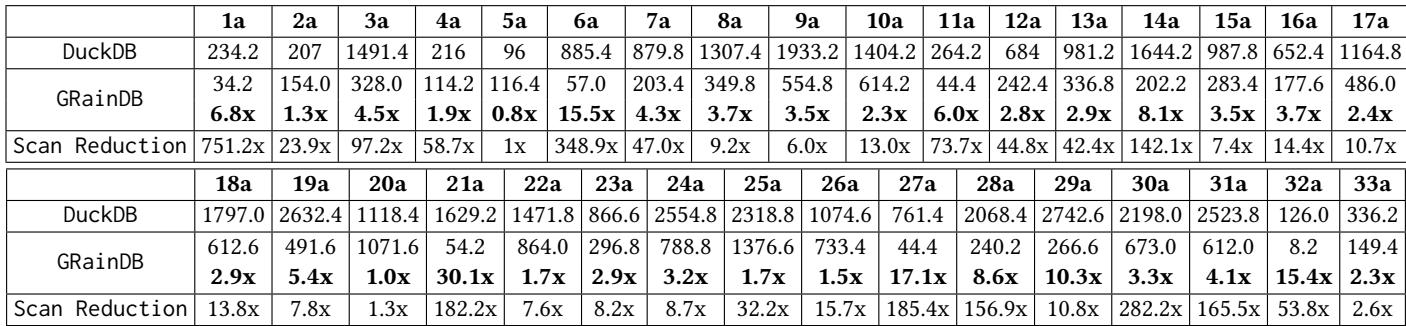 1a 2a 3a 4a 5a 6a 7a 8a 9a 10a 11a 12a 13a 14a 15a 16a 17a
DuckDB 234.2 207 1491.4 216 96 885.4 879.8 1307.4 1933.2 1404.2 264.2 684 981.2 1644.2 987.8 652.4 1164.8
GRainDB 34.2 154.0 328.0 114.2 116.4 57.0 203.4 349.8 554.8 614.2 44.4 242.4 336.8 202.2 283.4 177.6 486.0
6.8x 1.3x 4.5x 1.9x 0.8x 15.5x 4.3x 3.7x 3.5x 2.3x 6.0x 2.8x 2.9x 8.1x 3.5x 3.7x 2.4x
Scan Reduction 751.2x 23.9x 97.2x 58.7x 1x 348.9x 47.0x 9.2x 6.0x 13.0x 73.7x 44.8x 42.4x 142.1x 7.4x 14.4x 10.7x
18a 19a 20a 21a 22a 23a 24a 25a 26a 27a 28a 29a 30a 31a 32a 33a
DuckDB 1797.0 2632.4 1118.4 1629.2 1471.8 866.6 2554.8 2318.8 1074.6 761.4 2068.4 2742.6 2198.0 2523.8 126.0 336.2
GRainDB 612.6 491.6 1071.6 54.2 864.0 296.8 788.8 1376.6 733.4 44.4 240.2 266.6 673.0 612.0 8.2 149.4
2.9x 5.4x 1.0x 30.1x 1.7x 2.9x 3.2x 1.7x 1.5x 17.1x 8.6x 10.3x 3.3x 4.1x 15.4x 2.3x
Scan Reduction 13.8x 7.8x 1.3x 182.2x 7.6x 8.2x 8.7x 32.2x 15.7x 185.4x 156.9x 10.8x 282.2x 165.5x 53.8x 2.6x